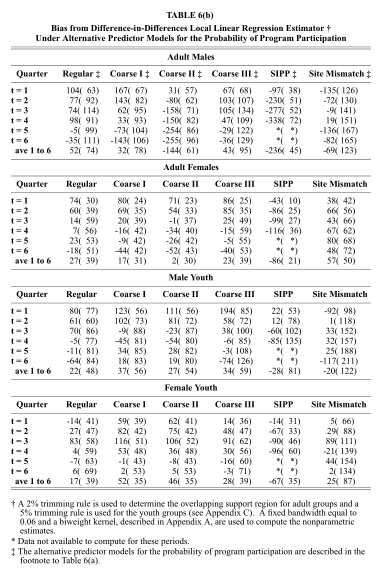 TABLE 6(b)
Bias from Difference-in-Differences Local Linear Regression Estimator †
Under Alternative Predictor Models for the Probability of Program Participation
Adult Males
Quarter Regular ‡ Coarse I ‡ Coarse II ‡ Coarse III ‡ SIPP ‡ Site Mismatch ‡
t = 1 104( 63) 167( 67) 31( 57) 67( 68) -97( 38) -135(126)
t = 2 77( 92) 143( 82) -80( 62) 103(107) -230( 51) -72(130)
t = 3 74(114) 62( 95) -158( 71) 105(134) -277( 52) -9(141)
t = 4 98( 91) 33( 93) -150( 82) 47(109) -338( 72) 19(151)
t = 5 -5( 99) -73(104) -254( 86) -29(122) *( *) -136(167)
t = 6 -35(111) -143(106) -255( 96) -36(129) *( *) -82(165)
ave 1 to 6 52( 74) 32( 78) -144( 61) 43( 95) -236( 45) -69(123)
Adult Females
Quarter Regular Coarse I Coarse II Coarse III SIPP Site Mismatch
t = 1 74( 30) 80( 24) 71( 23) 86( 25) -43( 10) 38( 42)
t = 2 60( 39) 69( 35) 54( 33) 85( 35) -86( 25) 66( 56)
t = 3 14( 59) 20( 39) -1( 37) 25( 49) -99( 27) 43( 66)
t = 4 7( 56) -16( 42) -34( 40) -15( 59) -116( 36) 67( 62)
t = 5 23( 53) -9( 42) -26( 42) -5( 55) *( *) 80( 68)
t = 6 -18( 51) -44( 42) -52( 43) -40( 53) *( *) 48( 72)
ave 1 to 6 27( 39) 17( 31) 2( 30) 23( 39) -86( 21) 57( 50)
Male Youth
Quarter Regular Coarse I Coarse II Coarse III SIPP Site Mismatch
t = 1 80( 77) 123( 56) 111( 56) 194( 85) 22( 53) -92( 98)
t = 2 61( 60) 102( 73) 81( 72) 58( 72) 12( 78) 1(118)
t = 3 70( 86) -9( 88) -23( 87) 38(100) -60(102) 33(152)
t = 4 -5( 77) -45( 81) -54( 80) -6( 85) -85(135) 32(157)
t = 5 -11( 81) 34( 85) 28( 82) -3(108) *( *) 25(188)
t = 6 -64( 84) 18( 83) 19( 80) -74(126) *( *) -117(211)
ave 1 to 6 22( 48) 37( 56) 27( 54) 34( 59) -28( 81) -20(122)
Female Youth
Quarter Regular Coarse I Coarse II Coarse III SIPP Site Mismatch
t = 1 -14( 41) 59( 39) 62( 41) 14( 36) -14( 31) 5( 66)
t = 2 27( 47) 82( 42) 75( 42) 48( 47) -67( 33) 29( 88)
t = 3 83( 58) 116( 51) 106( 52) 91( 62) -90( 46) 89(111)
t = 4 4( 59) 53( 48) 36( 48) 30( 56) -96( 60) -21(139)
t = 5 -7( 63) -1( 43) -8( 43) -16( 60) *( *) 44(154)
t = 6 6( 69) 2( 53) 5( 53) -3( 71) *( *) 2(134)
ave 1 to 6 17( 39) 52( 35) 46( 35) 28( 39) -67( 35) 25( 87)
† A 2% trimming rule is used to determine the overlapping support region for adult groups and a
5% trimming rule is used for the youth groups (see Appendix C). A fixed bandwidth equal to
0.06 and a biweight kernel, described in Appendix A, are used to compute the nonparametric
estimates.
* Data not available to compute for these periods.
‡ The alternative predictor models for the probability of program participation are described in the
footnote to Table 6(a).